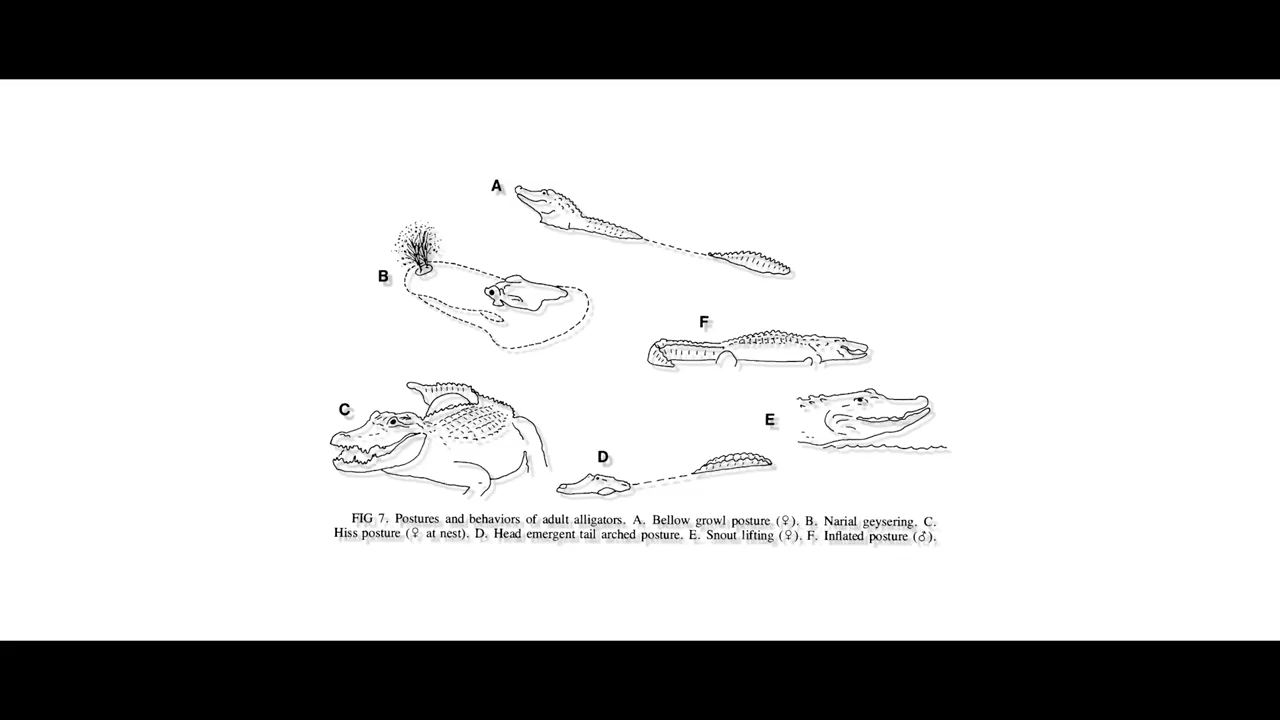 A
B
F
C
E
D
FIG 7. Postures and behaviors of adult alligators. A. Bellow growl posture (♀). B. Narial geysering. C.
Hiss posture (♀ at nest). D. Head emergent tail arched posture. E. Snout lifting (♀). F. Inflated posture (♂).